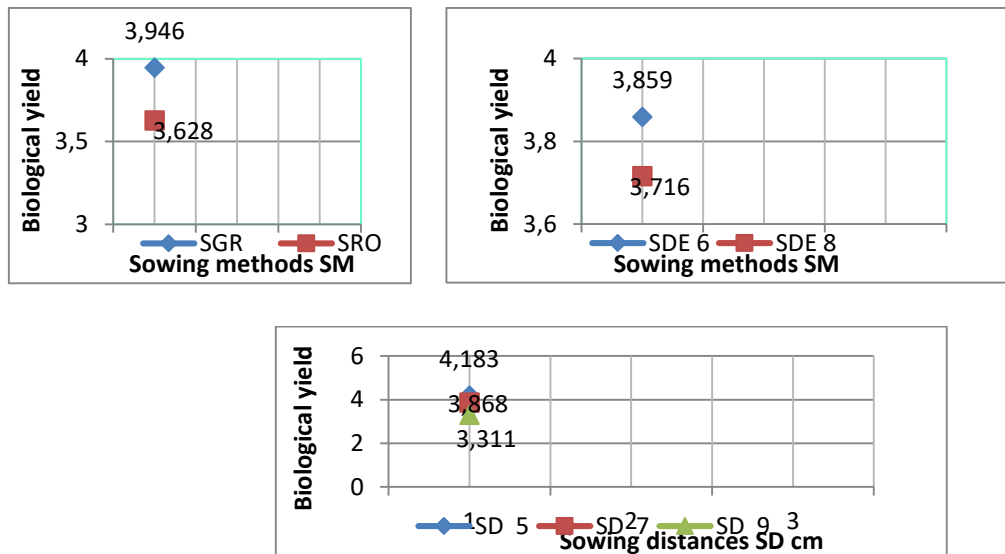 3,946
4
3,5
3
3,628
Biological yield
SGR SRO
Sowing methods SM
4
3,8
3,6
3,859
3,716
Biological yield
SDE 6 SDE 8
Sowing methods SM
6
4
2
0
4,183
3,868
3,311
Biological yield
1 2 3
SD 5 SD 7 SD 9
Sowing distances SD cm